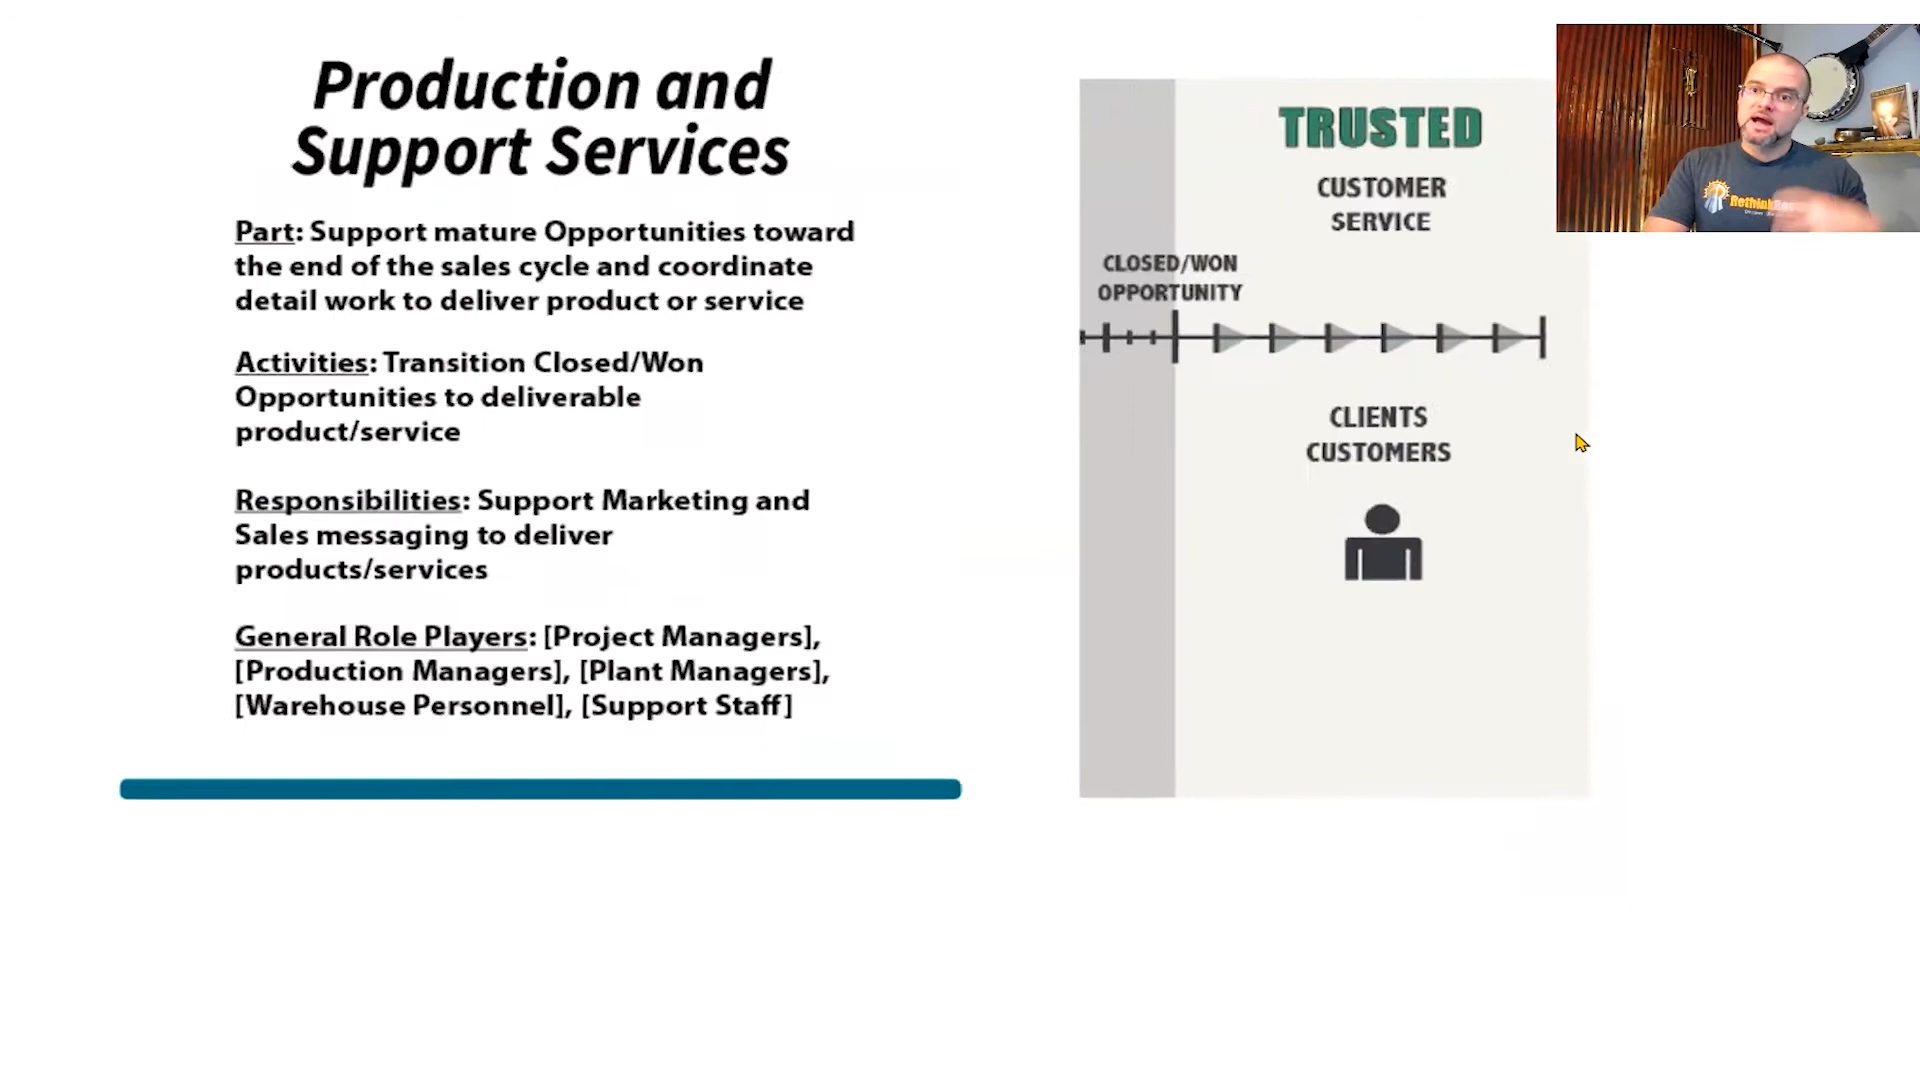 Production and
Support Services
Part: Support mature Opportunities toward
the end of the sales cycle and coordinate
detail work to deliver product or service
Activities: Transition Closed/Won
Opportunities to deliverable
product/service
Responsibilities: Support Marketing and
Sales messaging to deliver
products/services
General Role Players: [Project Managers],
[Production Managers], [Plant Managers],
[Warehouse Personnel], [Support Staff]
TRUSTED
CUSTOMER
SERVICE
CLOSED/WON
OPPORTUNITY
CLIENTS
CUSTOMERS